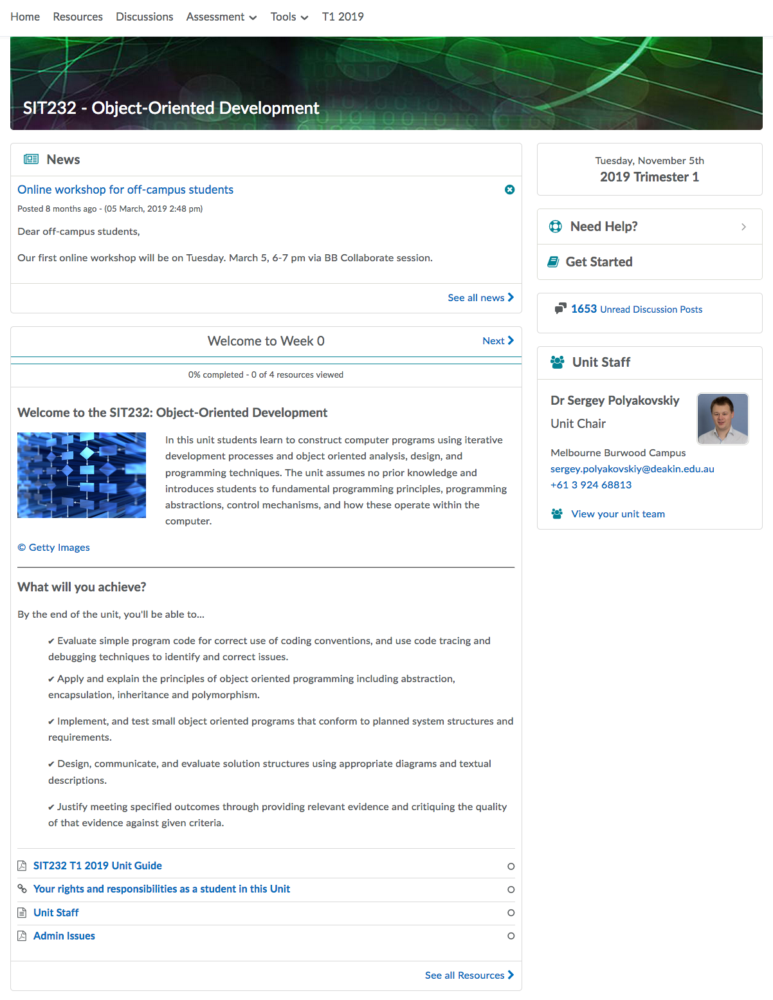 Home Resources Discussions Assessment Tools T1 2019
SIT232 - Object-Oriented Development
News
Online workshop for off-campus students
Posted 8 months ago - (05 March, 2019 2:48 pm)
Dear off-campus students,
Our first online workshop will be on Tuesday. March 5, 6-7 pm via BB Collaborate session.
See all news
Welcome to Week 0
Next
0% completed - 0 of 4 resources viewed
Welcome to the SIT232: Object-Oriented Development
In this unit students learn to construct computer programs using iterative
development processes and object oriented analysis, design, and
programming techniques. The unit assumes no prior knowledge and
introduces students to fundamental programming principles, programming
abstractions, control mechanisms, and how these operate within the
computer.
© Getty Images
What will you achieve?
By the end of the unit, you'll be able to...
✔ Evaluate simple program code for correct use of coding conventions, and use code tracing and
debugging techniques to identify and correct issues.
✔ Apply and explain the principles of object oriented programming including abstraction,
encapsulation, inheritance and polymorphism.
✔ Implement, and test small object oriented programs that conform to planned system structures and
requirements.
✔ Design, communicate, and evaluate solution structures using appropriate diagrams and textual
descriptions.
✔ Justify meeting specified outcomes through providing relevant evidence and critiquing the quality
of that evidence against given criteria.
SIT232 T1 2019 Unit Guide
Your rights and responsibilities as a student in this Unit
Unit Staff
Admin Issues
See all Resources
Tuesday, November 5th
2019 Trimester 1
Need Help?
Get Started
1653 Unread Discussion Posts
Unit Staff
Dr Sergey Polyakovskiy
Unit Chair
Melbourne Burwood Campus
sergey.polyakovskiy@deakin.edu.au
+61 3 924 68813
View your unit team